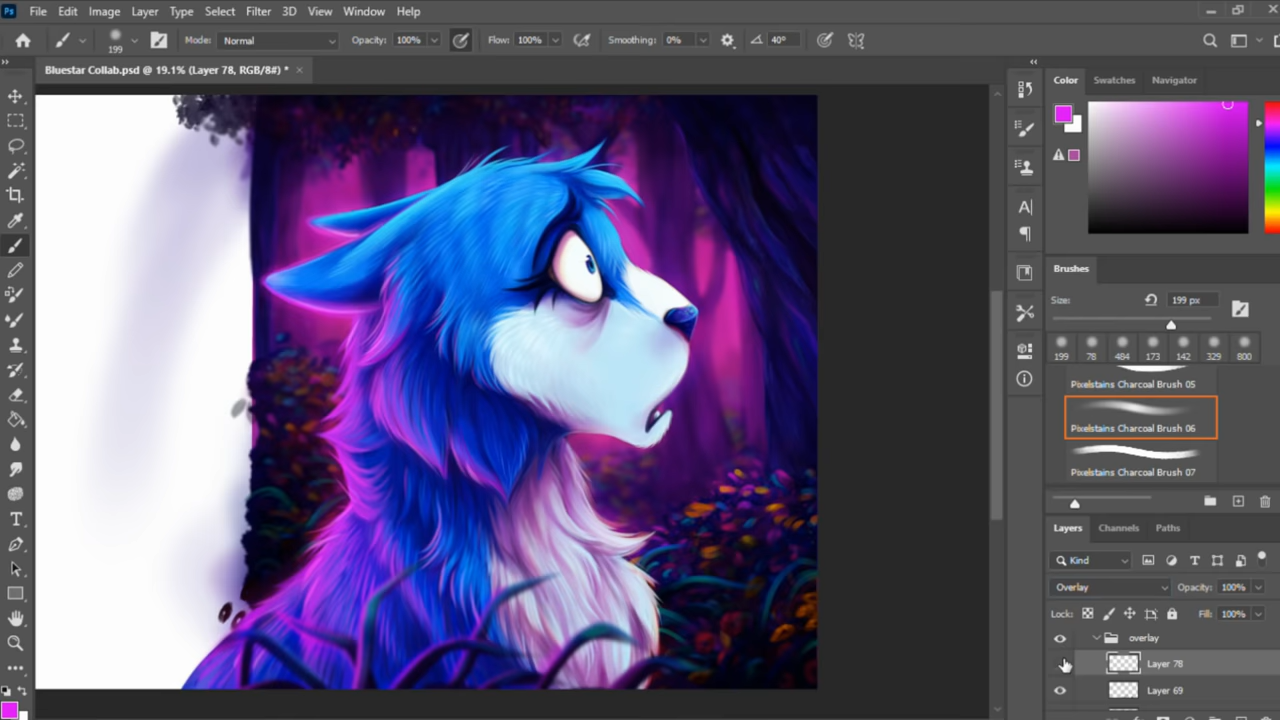 Ps File Edit Image Layer Type Select Filter 3D View Window Help
199 Mode: Normal Opacity: 100% Flow: 100% Smoothing: 0% 40°
Bluestar Collab.psd @ 19.1% (Layer 78, RGB/8#) * ×
Color Swatches Navigator
Brushes
Size: 199 px
199 78 484 173 142 329 800
Pixelstains Charcoal Brush 05
Pixelstains Charcoal Brush 06
Pixelstains Charcoal Brush 07
Layers Channels Paths
Kind
Overlay Opacity: 100%
Lock: Fill: 100%
overlay
Layer 78
Layer 69